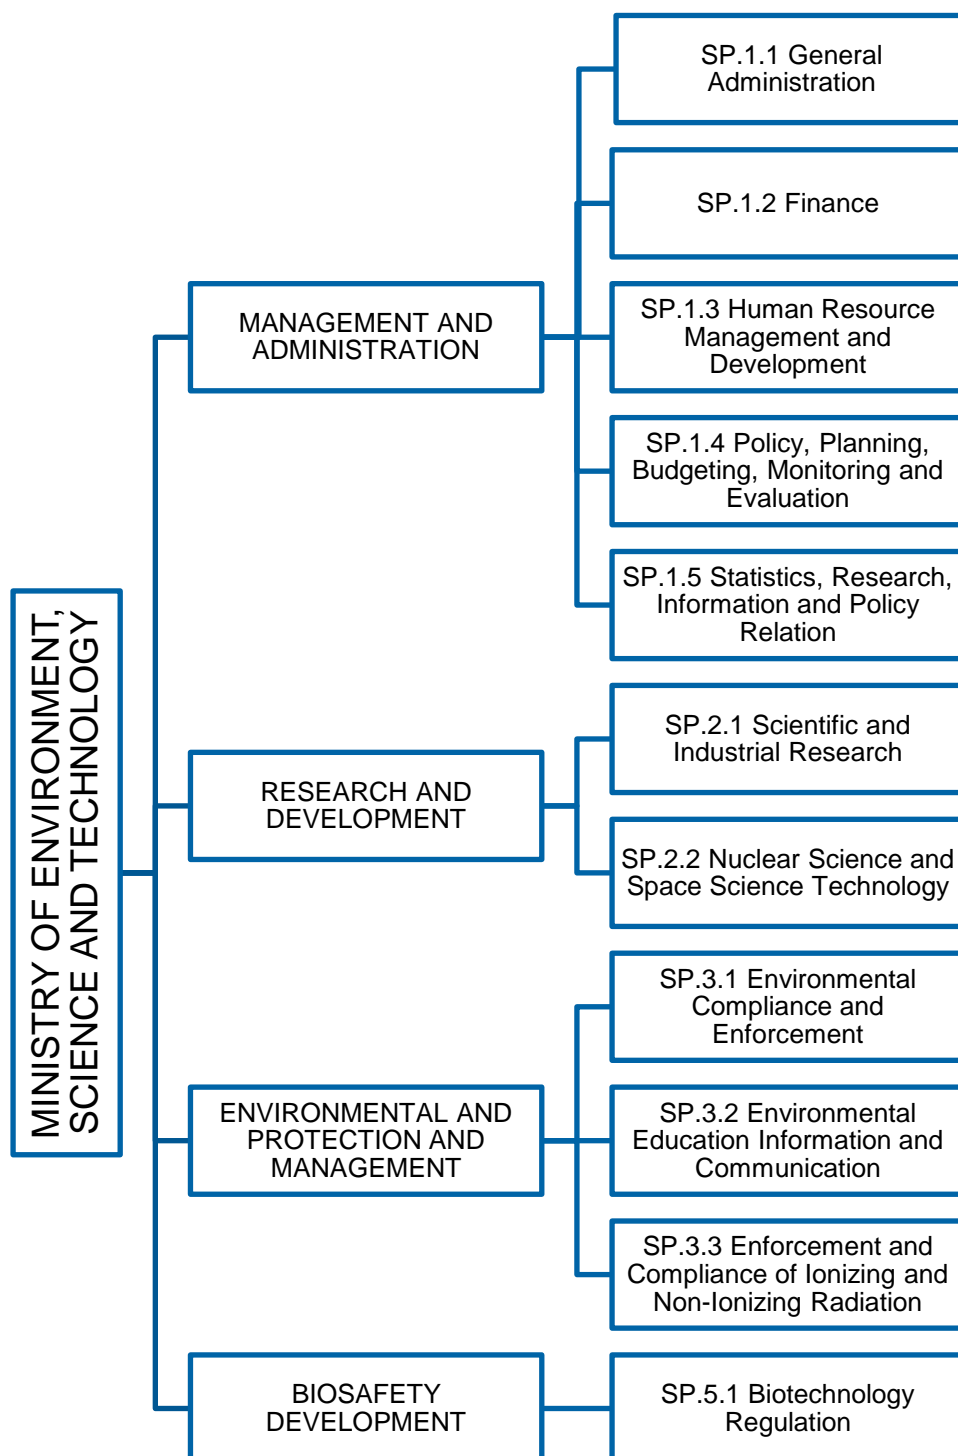 MINISTRY OF ENVIRONMENT,
SCIENCE AND TECHNOLOGY
MANAGEMENT AND
ADMINISTRATION
SP.1.1 General
Administration
SP.1.2 Finance
SP.1.3 Human Resource
Management and
Development
SP.1.4 Policy, Planning,
Budgeting, Monitoring and
Evaluation
SP.1.5 Statistics, Research,
Information and Policy
Relation
RESEARCH AND
DEVELOPMENT
SP.2.1 Scientific and
Industrial Research
SP.2.2 Nuclear Science and
Space Science Technology
ENVIRONMENTAL AND
PROTECTION AND
MANAGEMENT
SP.3.1 Environmental
Compliance and
Enforcement
SP.3.2 Environmental
Education Information and
Communication
SP.3.3 Enforcement and
Compliance of Ionizing and
Non-Ionizing Radiation
BIOSAFETY
DEVELOPMENT
SP.5.1 Biotechnology
Regulation